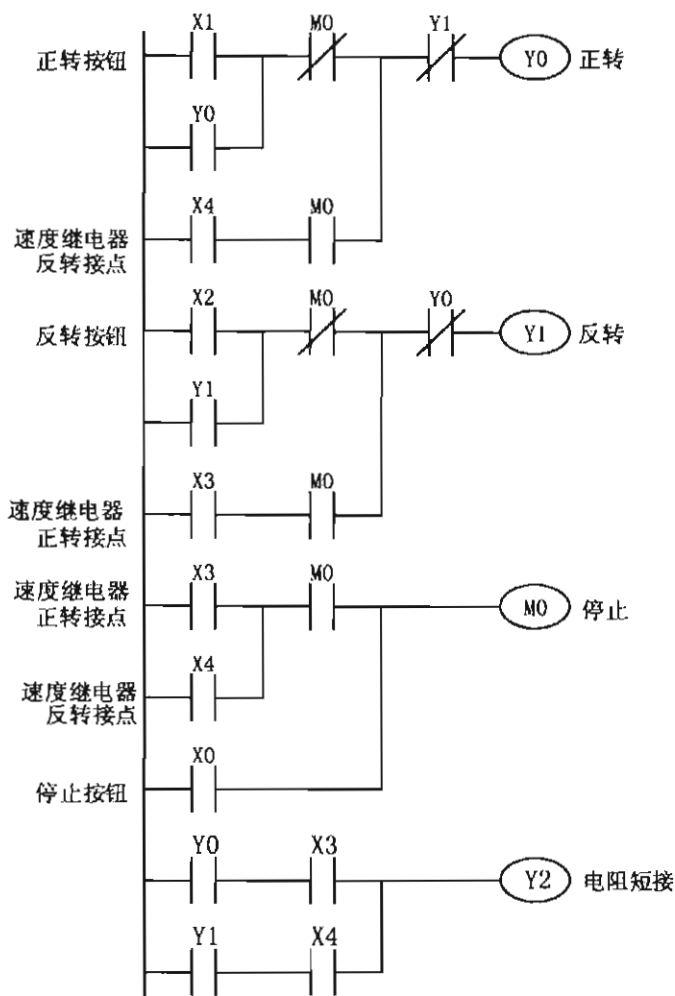 X1 M0 Y1
正转按钮 Y0 正转
Y0
X4 M0
速度继电器
反转接点
X2 M0 Y0
反转按钮 Y1 反转
Y1
X3 M0
速度继电器
正转接点
X3 M0
速度继电器
正转接点 M0 停止
X4
速度继电器
反转接点
X0
停止按钮
Y0 X3
Y2 电阻短接
Y1 X4